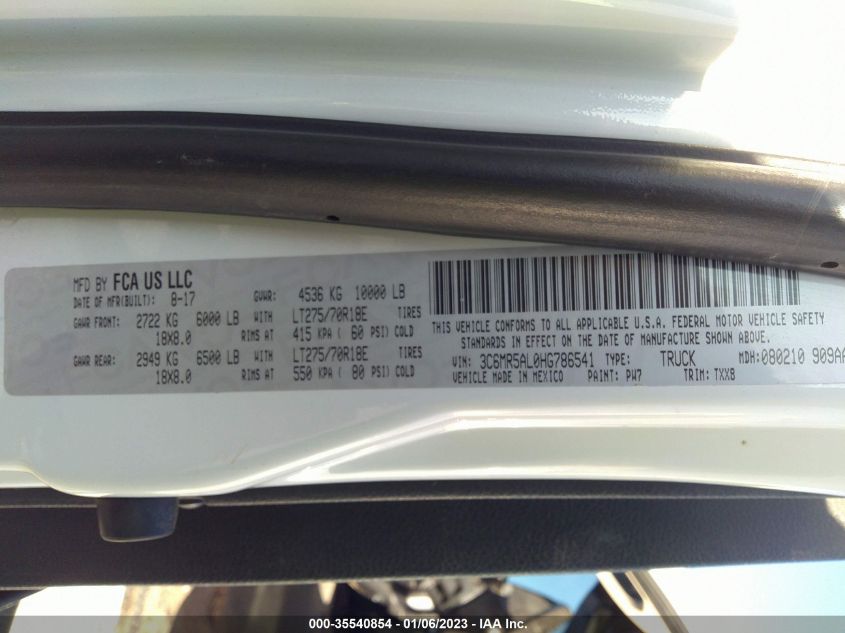 MFD BY FCA US LLC
DATE OF MFR(BUILT): 8-17 GVWR: 4536 KG 10000 LB
GAWR FRONT: 2722 KG 6000 LB WITH LT275/70R18E TIRES
18X8.0 RIMS AT 415 KPA ( 60 PSI) COLD
GAWR REAR: 2949 KG 6500 LB WITH LT275/70R18E TIRES
18X8.0 RIMS AT 550 KPA ( 80 PSI) COLD
THIS VEHICLE CONFORMS TO ALL APPLICABLE U.S.A. FEDERAL MOTOR VEHICLE SAFETY
STANDARDS IN EFFECT ON THE DATE OF MANUFACTURE SHOWN ABOVE.
VIN: 3C6MR5AL0HG786541 TYPE: TRUCK MDH: 080210 909AA
VEHICLE MADE IN MEXICO PAINT: PW7 TRIM: TXX8
000-35540854 - 01/06/2023 - IAA Inc.